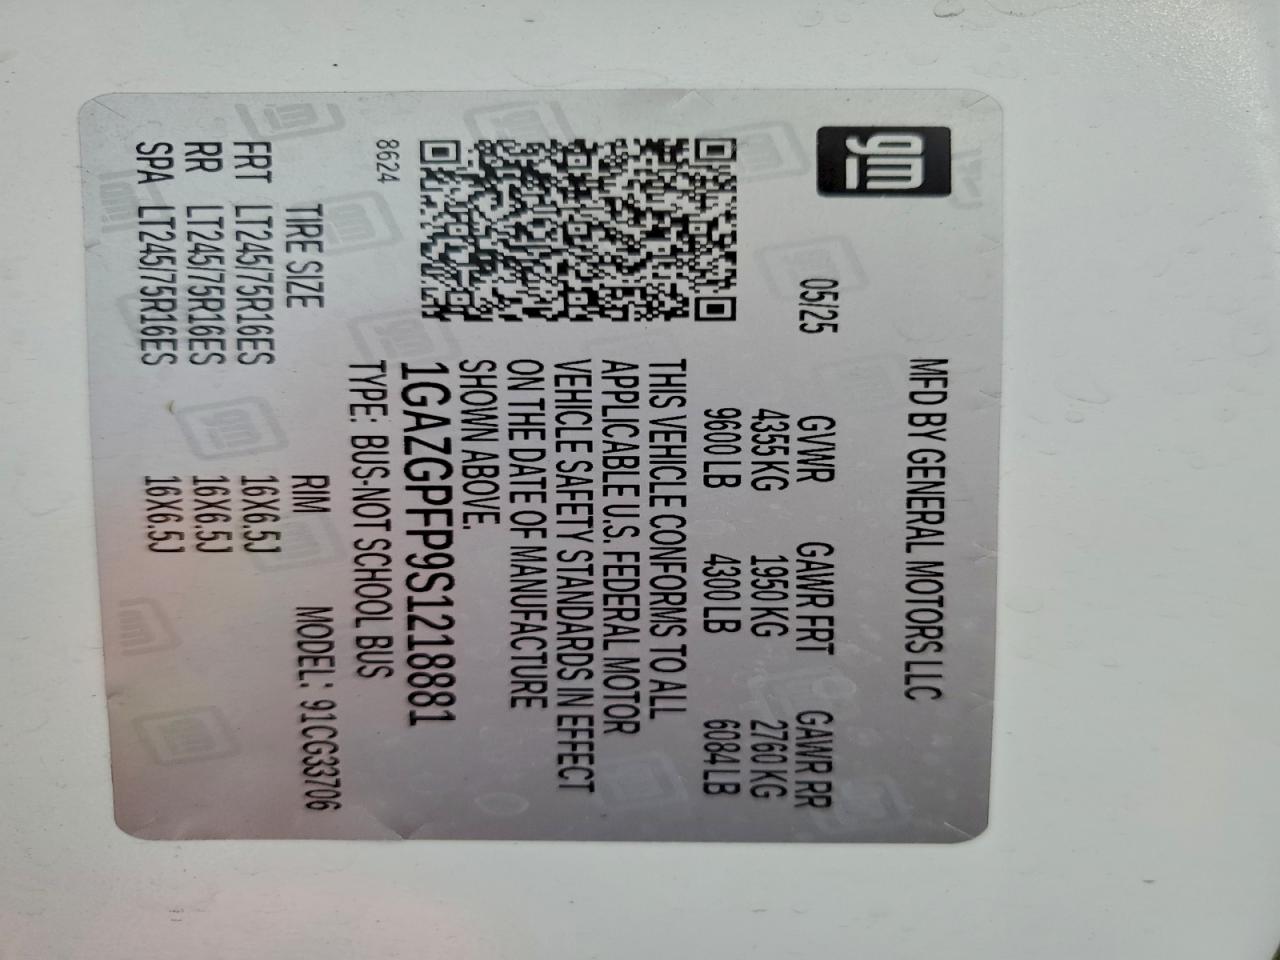 gm
MFD BY GENERAL MOTORS LLC
05/25 GVWR GAWR FRT GAWR RR
4355 KG 1950 KG 2760 KG
9600 LB 4300 LB 6084 LB
THIS VEHICLE CONFORMS TO ALL
APPLICABLE U.S. FEDERAL MOTOR
VEHICLE SAFETY STANDARDS IN EFFECT
ON THE DATE OF MANUFACTURE
SHOWN ABOVE.
1GAZGPFP9S1218881
8624 TYPE: BUS-NOT SCHOOL BUS
TIRE SIZE RIM MODEL: 91CG33706
FRT LT245/75R16ES 16X6.5J
RR LT245/75R16ES 16X6.5J
SPA LT245/75R16ES 16X6.5J